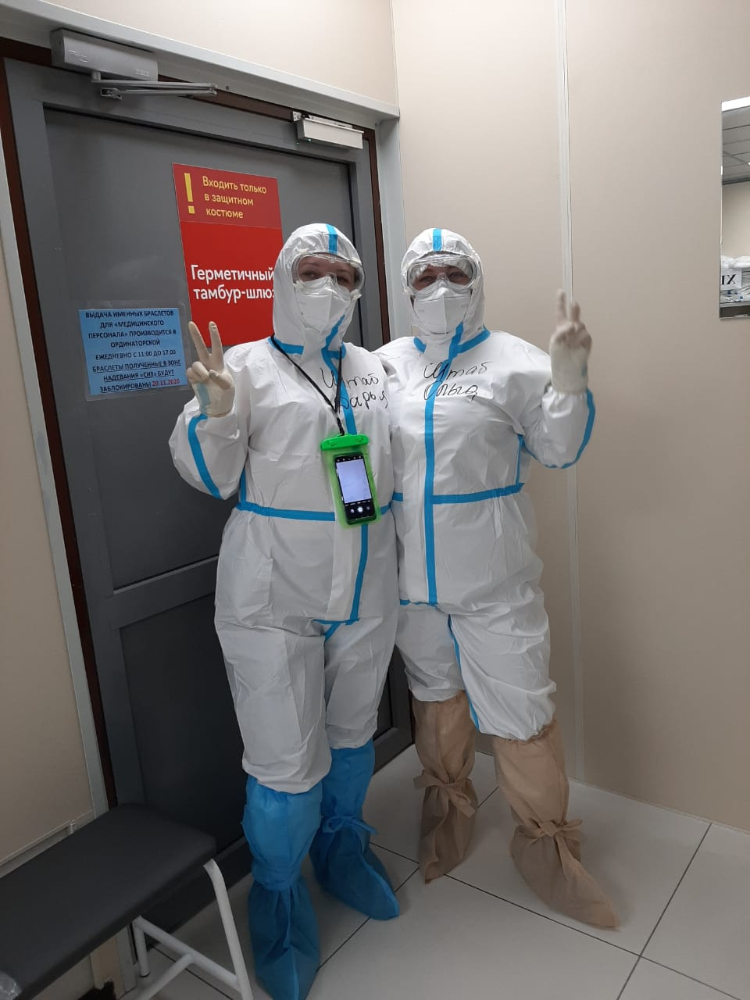 Входить только
в защитном
костюме
Герметичный
тамбур-шлюз
ВЫДАЧА ИМЕННЫХ БРАСЛЕТОВ
ДЛЯ «МЕДИЦИНСКОГО
ПЕРСОНАЛА» ПРОИЗВОДИТСЯ В
ОРДИНАТОРСКОЙ
ЕЖЕДНЕВНО С 11:00 ДО 17:00
БРАСЛЕТЫ ПОЛУЧЕННЫЕ В ЗОНЕ
НАДЕВАНИЯ «СИЗ» БУДУТ
ЗАБЛОКИРОВАНЫ 20.11.2020
Штаб
Дарья
Штаб
Ольга
XL